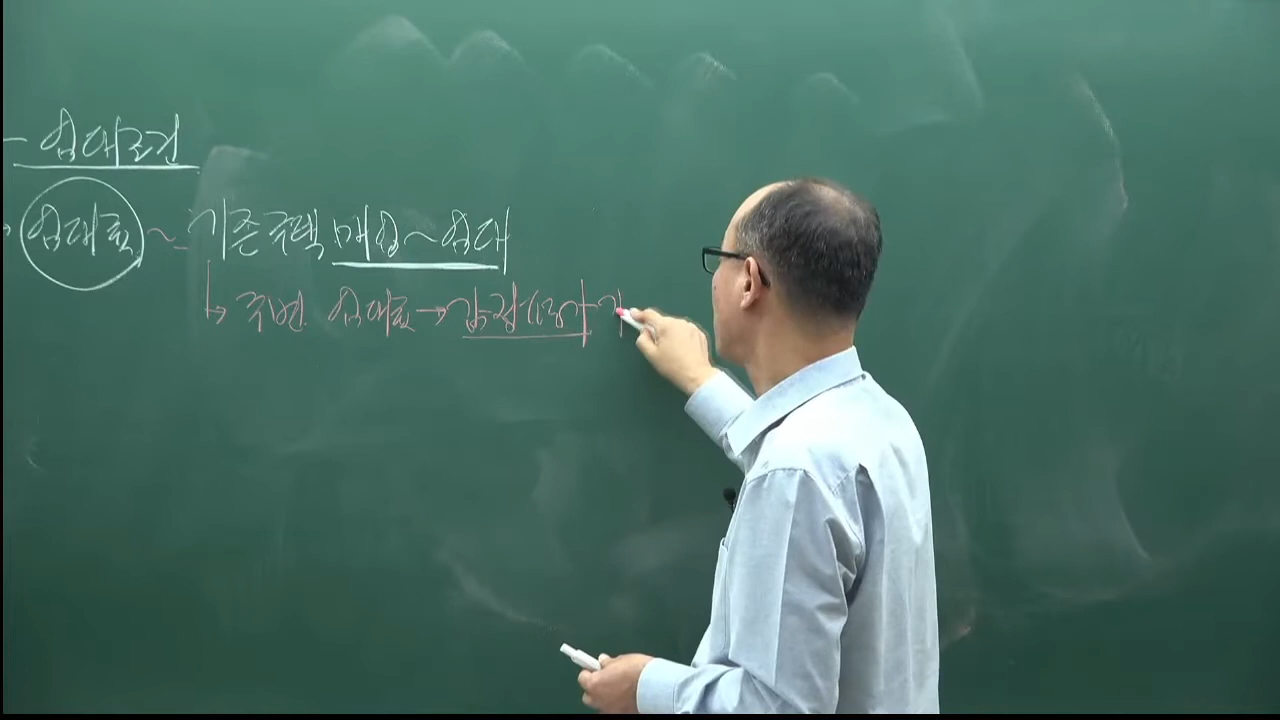 - 임대조건
임대료 ~ 기존주택 매입~임대
↳ 주변 임대료 → 감정평가